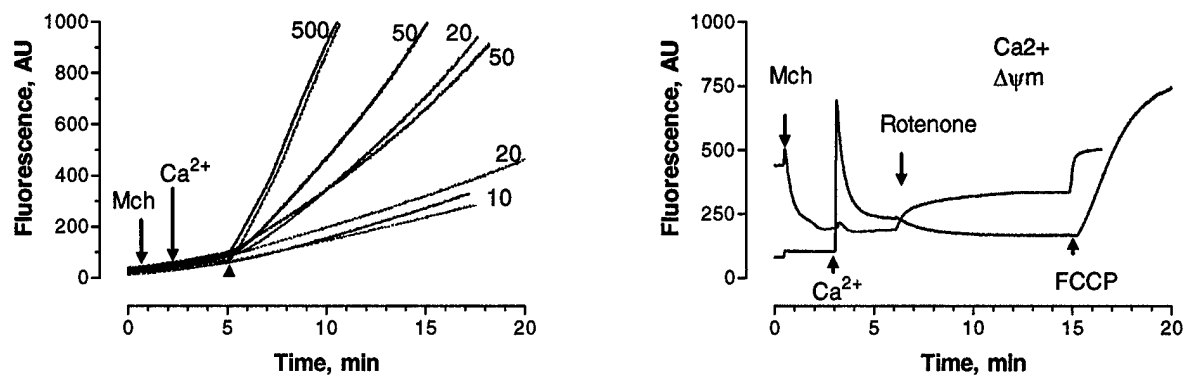 1000
800
600
400
200
0
Fluorescence, AU
500
50
20
50
20
10
Mch
Ca2+
0 5 10 15 20
Time, min
1000
750
500
250
0
Fluorescence, AU
Ca2+
Δψm
Mch
Rotenone
Ca2+
FCCP
0 5 10 15 20
Time, min